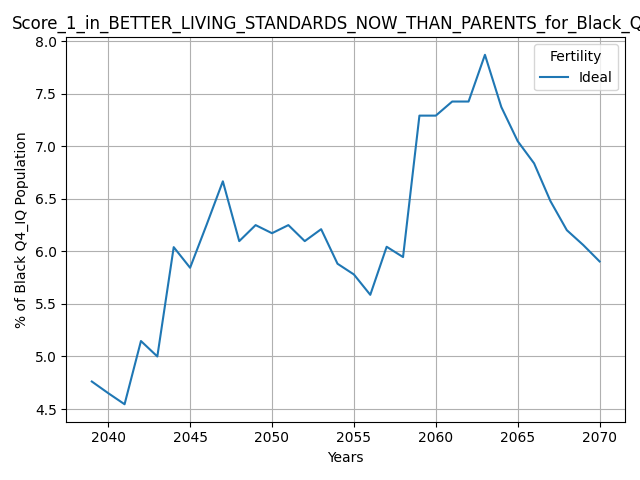 Score_1_in_BETTER_LIVING_STANDARDS_NOW_THAN_PARENTS_for_Black_Q
8.0
7.5
7.0
6.5
6.0
5.5
5.0
4.5
% of Black Q4_IQ Population
Fertility
Ideal
2040 2045 2050 2055 2060 2065 2070
Years